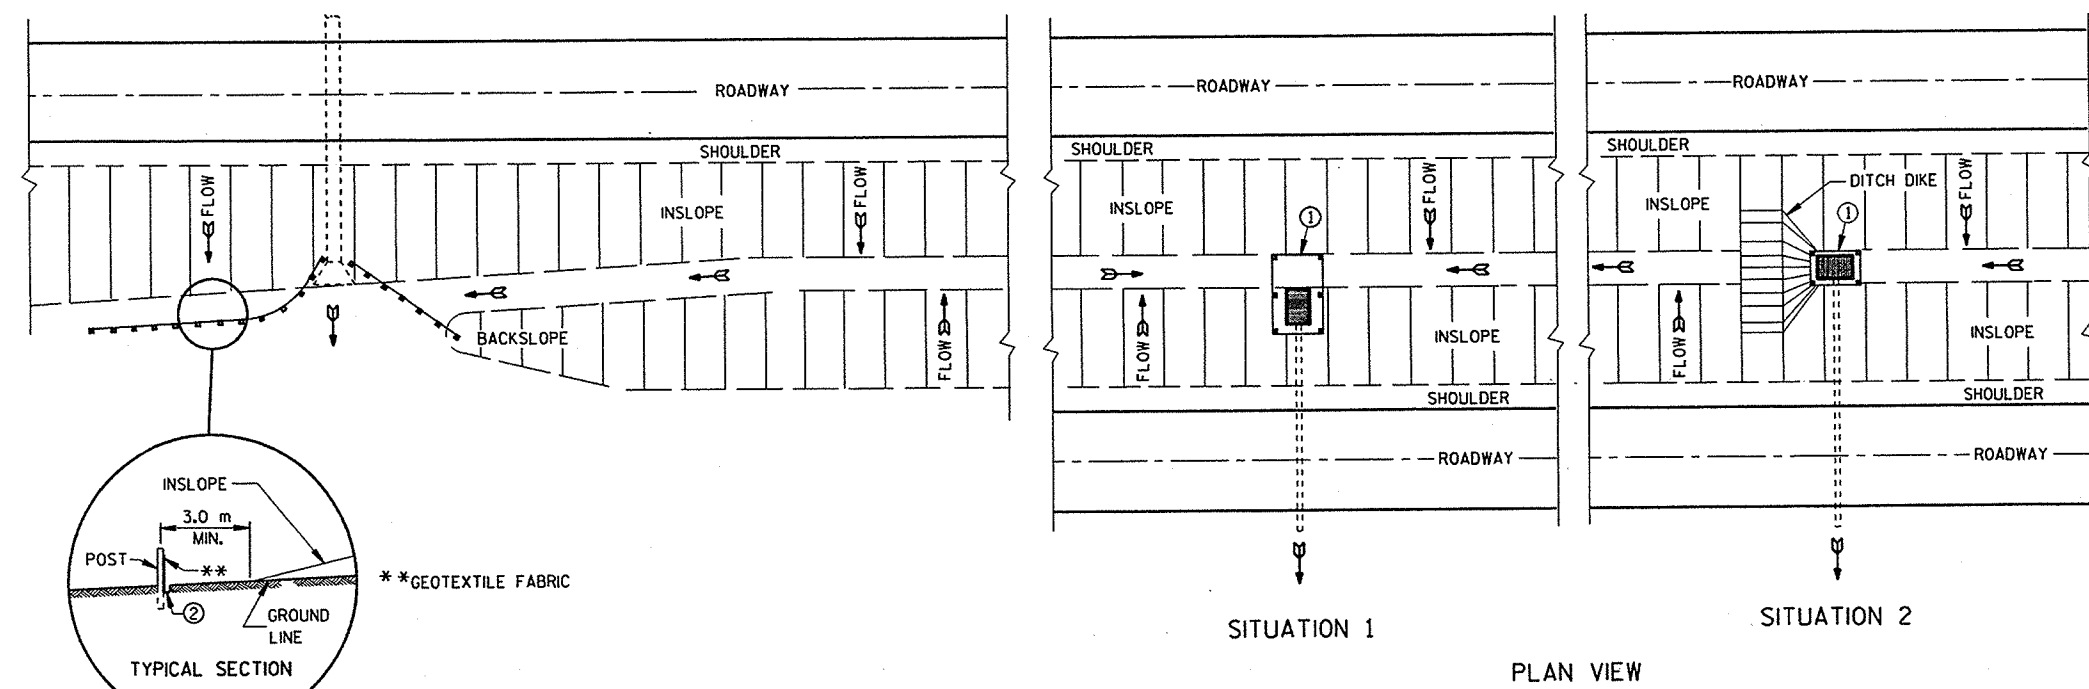 ROADWAY
SHOULDER
FLOW
INSLOPE
FLOW
BACKSLOPE
FLOW
INSLOPE
3.0 m
MIN.
POST
**
②
GROUND
LINE
TYPICAL SECTION
**GEOTEXTILE FABRIC
ROADWAY
SHOULDER
INSLOPE
①
FLOW
FLOW
INSLOPE
SHOULDER
ROADWAY
SITUATION 1
ROADWAY
SHOULDER
INSLOPE
DITCH DIKE
①
FLOW
FLOW
INSLOPE
SHOULDER
ROADWAY
SITUATION 2
PLAN VIEW